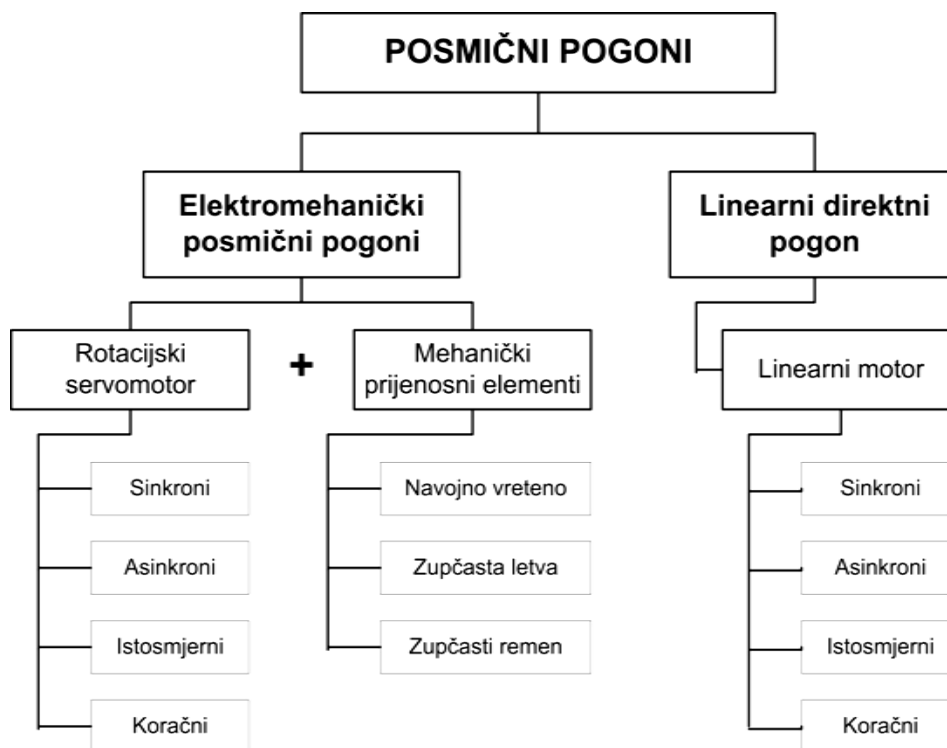 POSMIČNI POGONI
Elektromehanički
posmični pogoni
Linearni direktni
pogon
Rotacijski
servomotor
+
Mehanički
prijenosni elementi
Linearni motor
Sinkroni
Asinkroni
Istosmjerni
Koračni
Navojno vreteno
Zupčasta letva
Zupčasti remen
Sinkroni
Asinkroni
Istosmjerni
Koračni